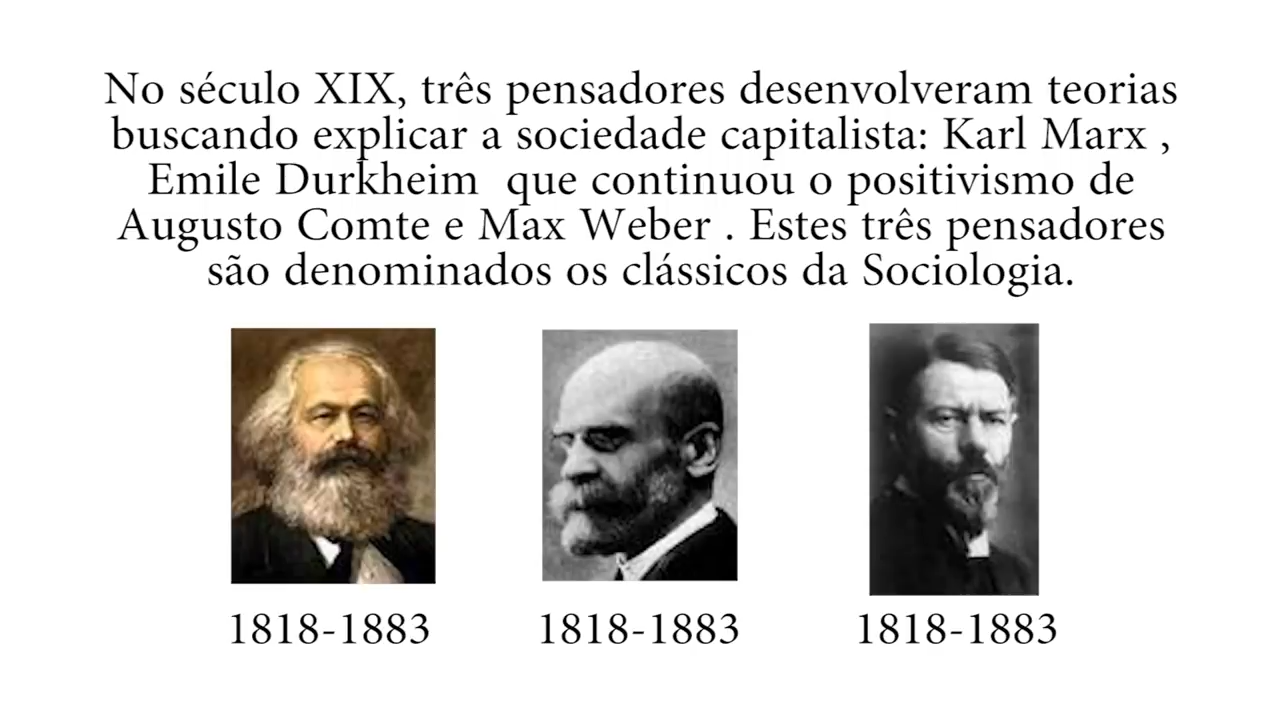 No século XIX, três pensadores desenvolveram teorias
buscando explicar a sociedade capitalista: Karl Marx ,
Emile Durkheim que continuou o positivismo de
Augusto Comte e Max Weber . Estes três pensadores
são denominados os clássicos da Sociologia.
1818-1883
1818-1883
1818-1883